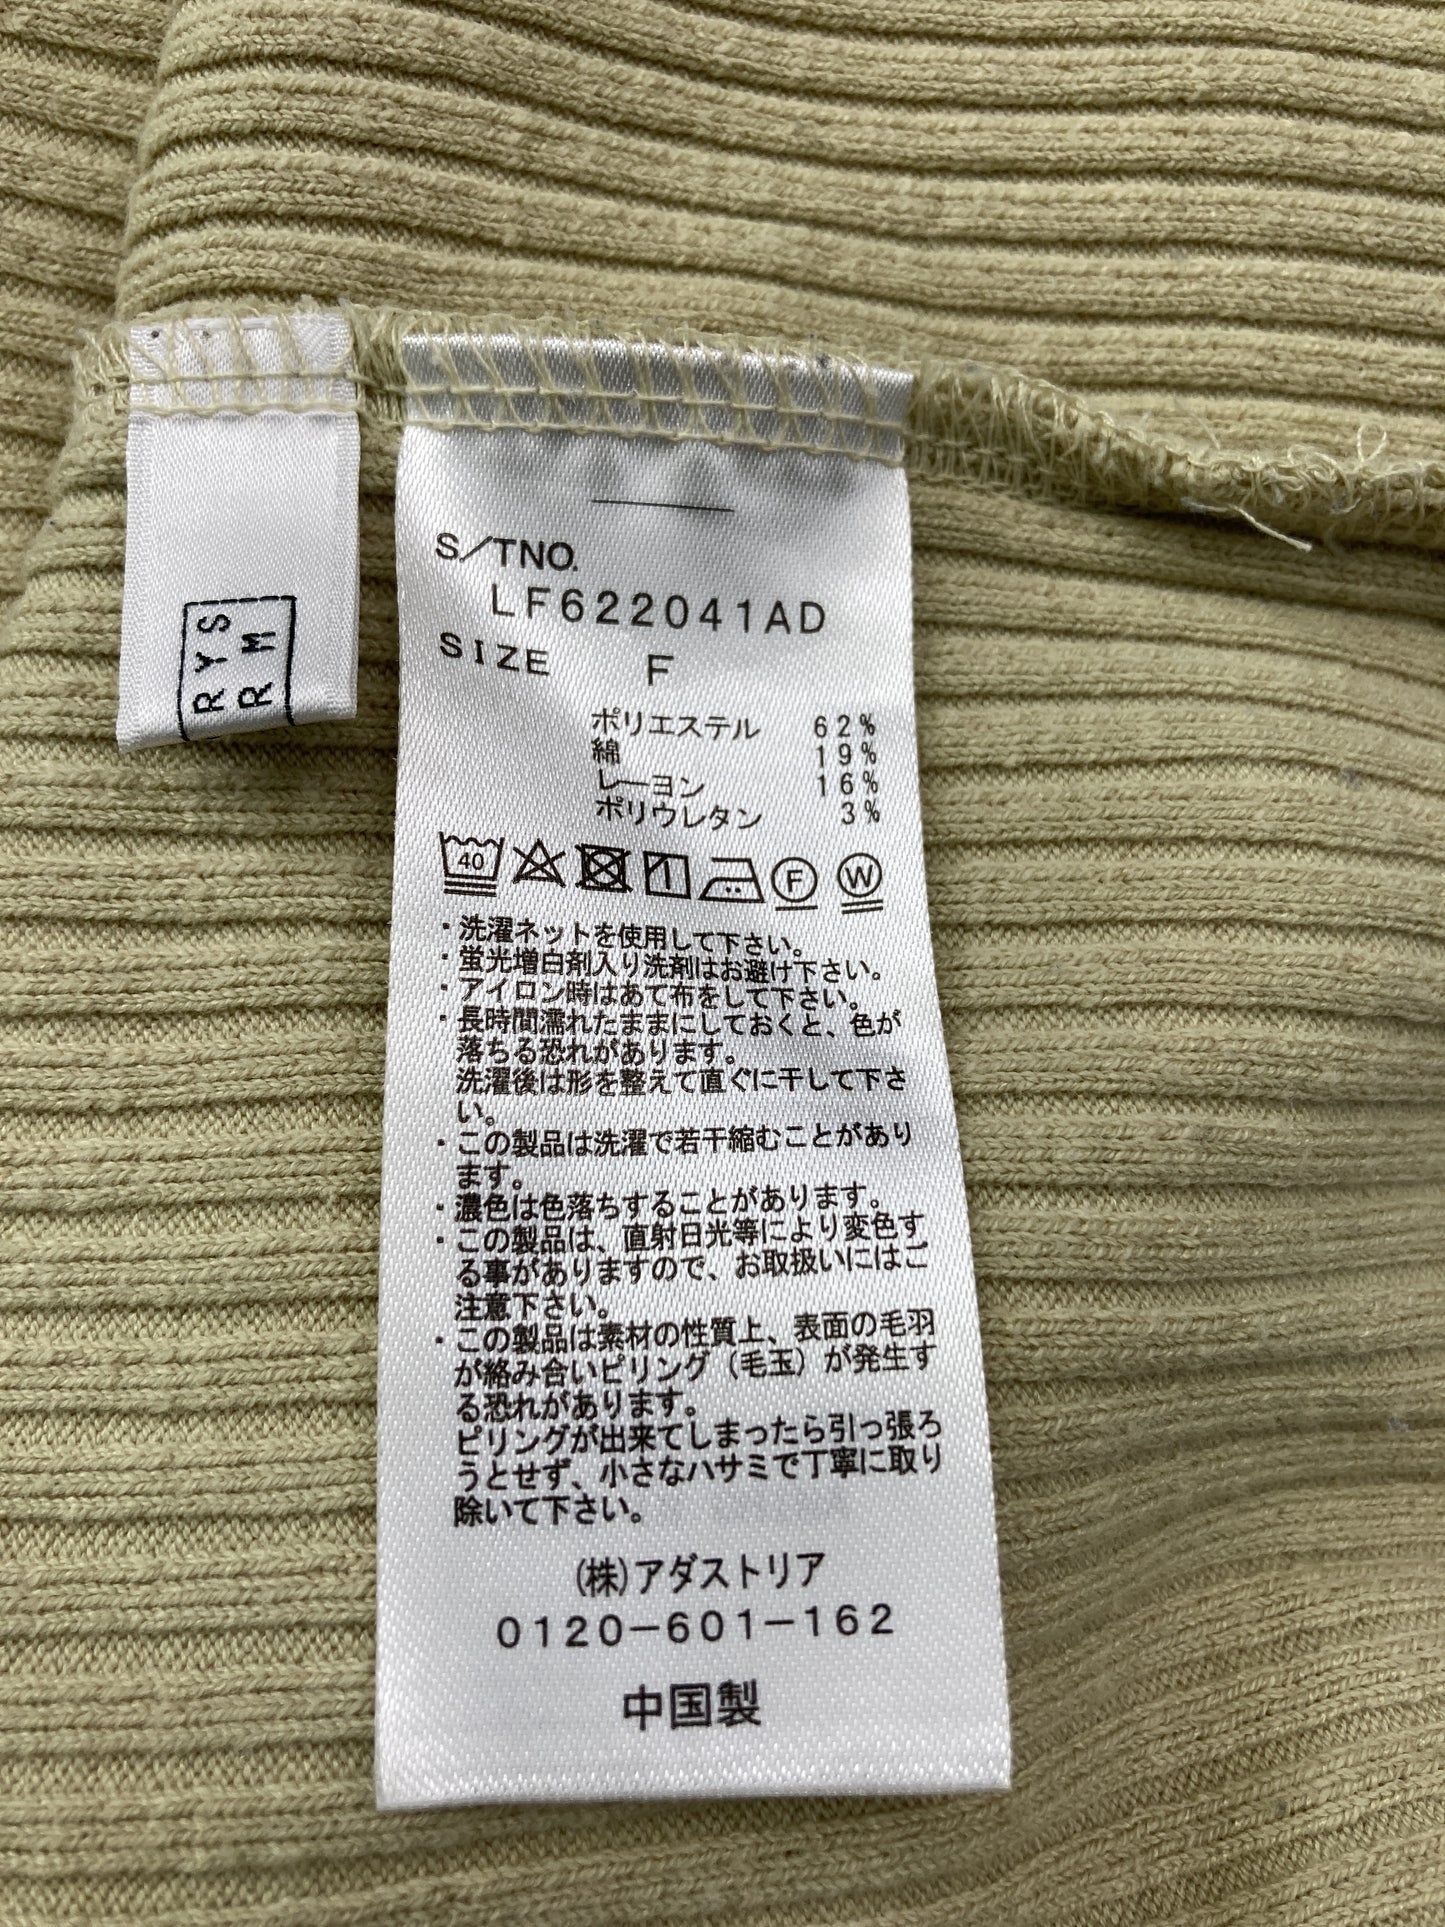 RYS
RM
S/TNO.
LF622041AD
SIZE F
ポリエステル 62%
綿 19%
レーヨン 16%
ポリウレタン 3%
40 F W
・洗濯ネットを使用して下さい。
・蛍光増白剤入り洗剤はお避け下さい。
・アイロン時はあて布をして下さい。
・長時間濡れたままにしておくと、色が
落ちる恐れがあります。
洗濯後は形を整えて直ぐに干して下さ
い。
・この製品は洗濯で若干縮むことがあり
ます。
・濃色は色落ちすることがあります。
・この製品は、直射日光等により変色す
る事がありますので、お取扱いにはご
注意下さい。
・この製品は素材の性質上、表面の毛羽
が絡み合いピリング（毛玉）が発生す
る恐れがあります。
ピリングが出来てしまったら引っ張ろ
うとせず、小さなハサミで丁寧に取り
除いて下さい。
(株)アダストリア
0120-601-162
中国製